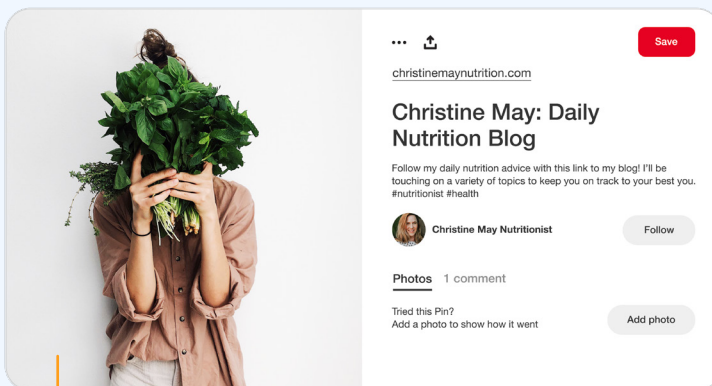 Save
christinemaynutrition.com
Christine May: Daily
Nutrition Blog
Follow my daily nutrition advice with this link to my blog! I'll be
touching on a variety of topics to keep you on track to your best you.
#nutritionist #health
Christine May Nutritionist
Follow
Photos 1 comment
Tried this Pin?
Add a photo to show how it went
Add photo